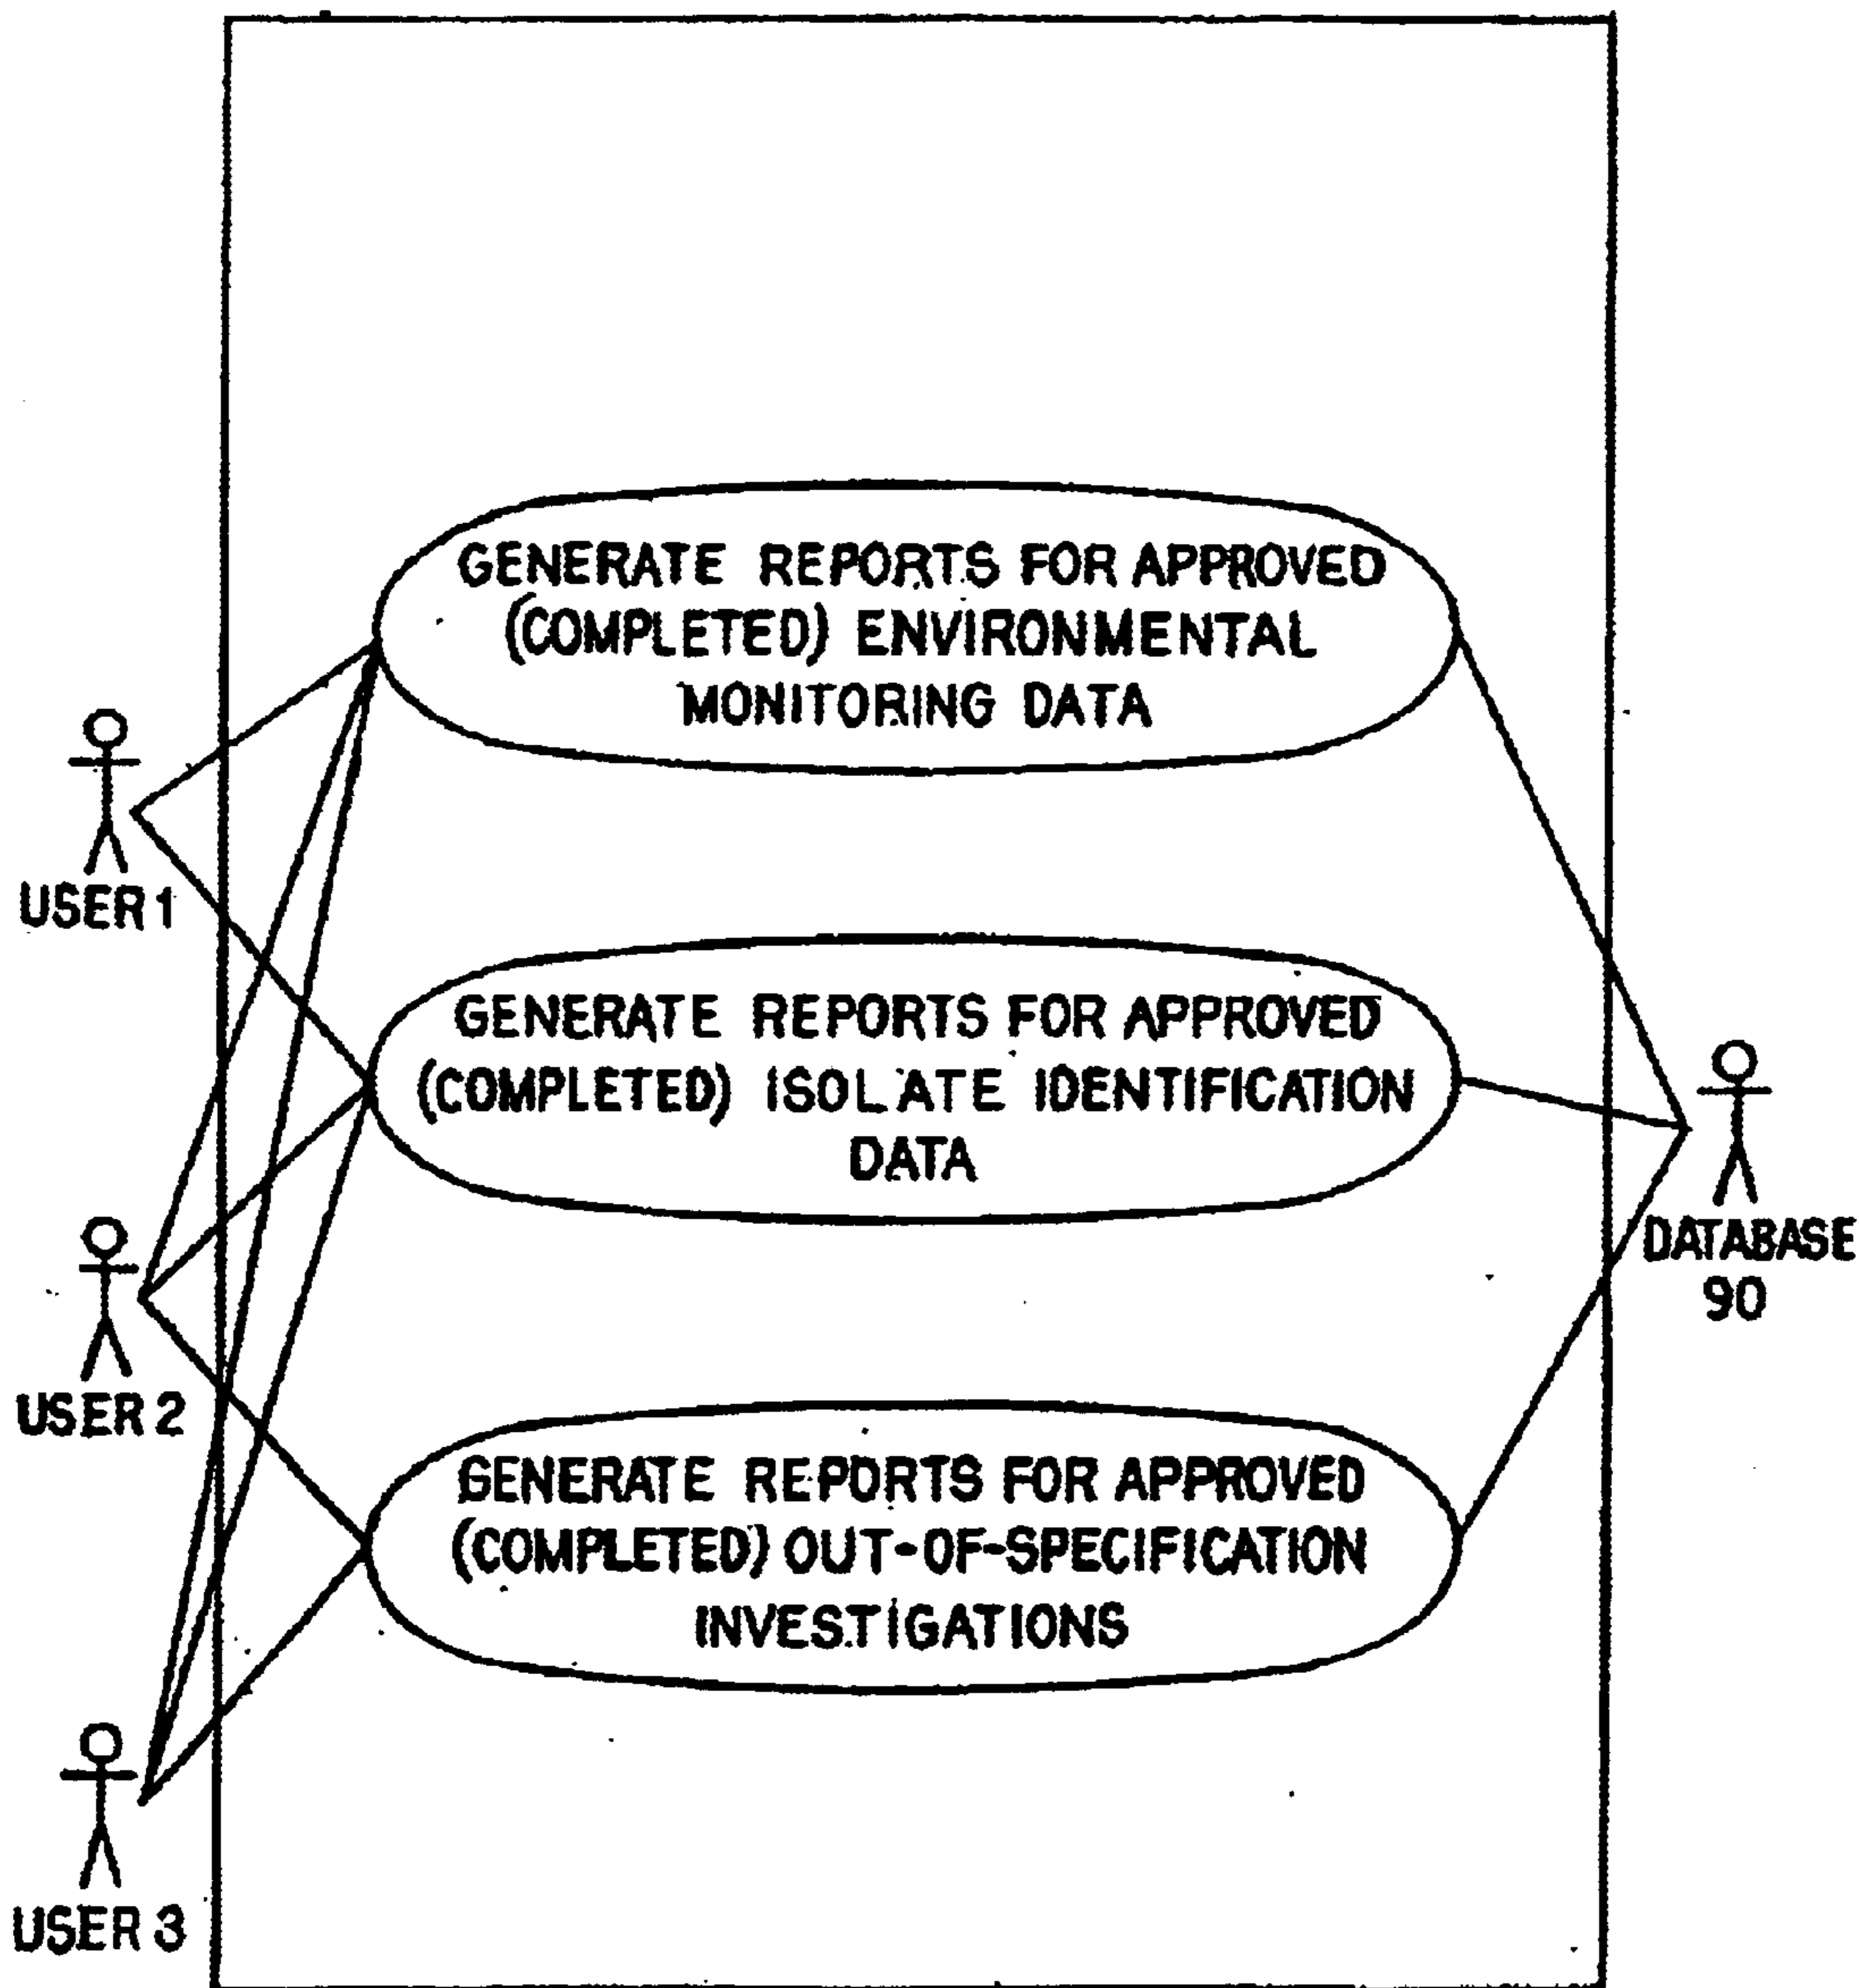 GENERATE REPORTS FOR APPROVED
(COMPLETED) ENVIRONMENTAL
MONITORING DATA
USER 1
GENERATE REPORTS FOR APPROVED
(COMPLETED) ISOLATE IDENTIFICATION
DATA
DATABASE
90
USER 2
GENERATE REPORTS FOR APPROVED
(COMPLETED) OUT-OF-SPECIFICATION
INVESTIGATIONS
USER 3